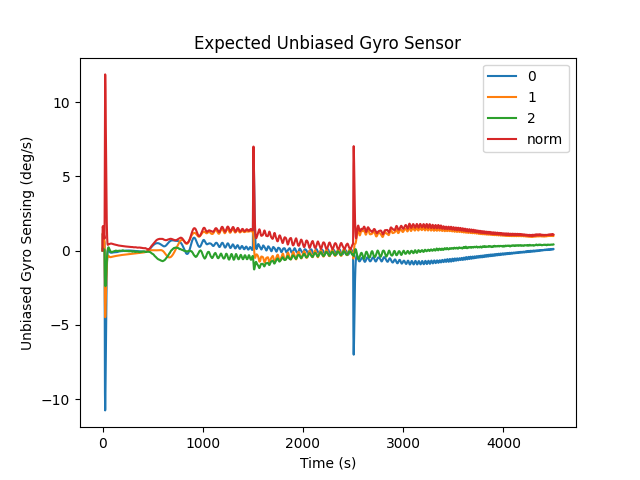 Expected Unbiased Gyro Sensor
0
1
2
norm
10
5
0
−5
−10
Unbiased Gyro Sensing (deg/s)
0 1000 2000 3000 4000
Time (s)